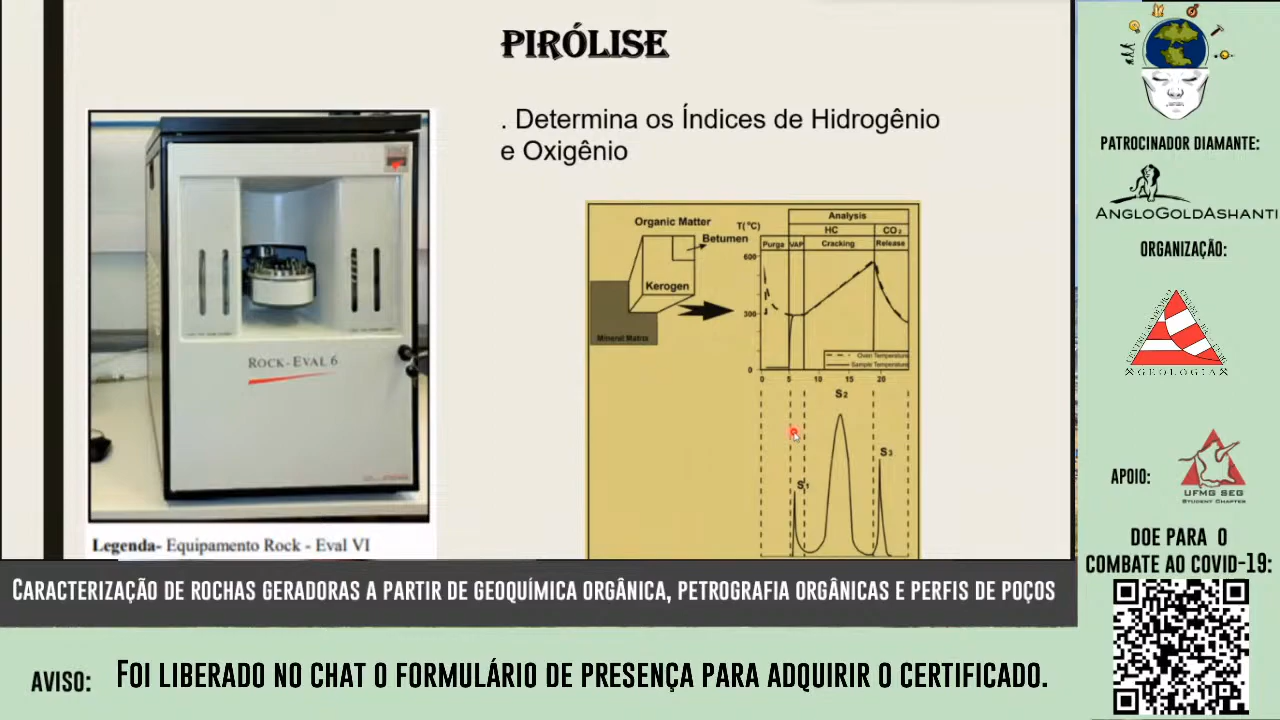 PIRÓLISE
. Determina os Índices de Hidrogênio
e Oxigênio
ROCK-EVAL 6
Legenda- Equipamento Rock - Eval VI
Organic Matter
Betumen
Kerogen
Mineral Matrix
T(°C)
Analysis
HC
CO2
Purga
VAP
Cracking
Release
600
300
0
Oven Temperature
Sample Temperature
0 5 10 15 20
S2
S3
S1
CARACTERIZAÇÃO DE ROCHAS GERADORAS A PARTIR DE GEOQUÍMICA ORGÂNICA, PETROGRAFIA ORGÂNICAS E PERFIS DE POÇOS
AVISO:
FOI LIBERADO NO CHAT O FORMULÁRIO DE PRESENÇA PARA ADQUIRIR O CERTIFICADO.
PATROCINADOR DIAMANTE:
ANGLOGOLDASHANTI
ORGANIZAÇÃO:
GEOLOGIA
APOIO:
UFMG SEG
STUDENT CHAPTER
DOE PARA O
COMBATE AO COVID-19: